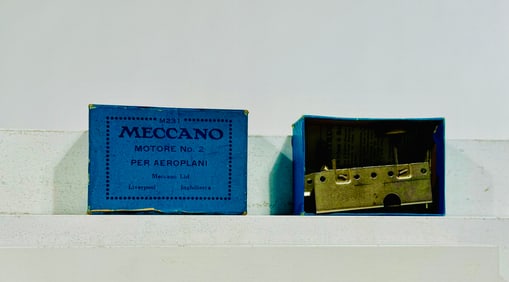 M231
MECCANO
MOTORE No. 2
PER AEROPLANI
Meccano Ltd
Liverpool Inghilterra